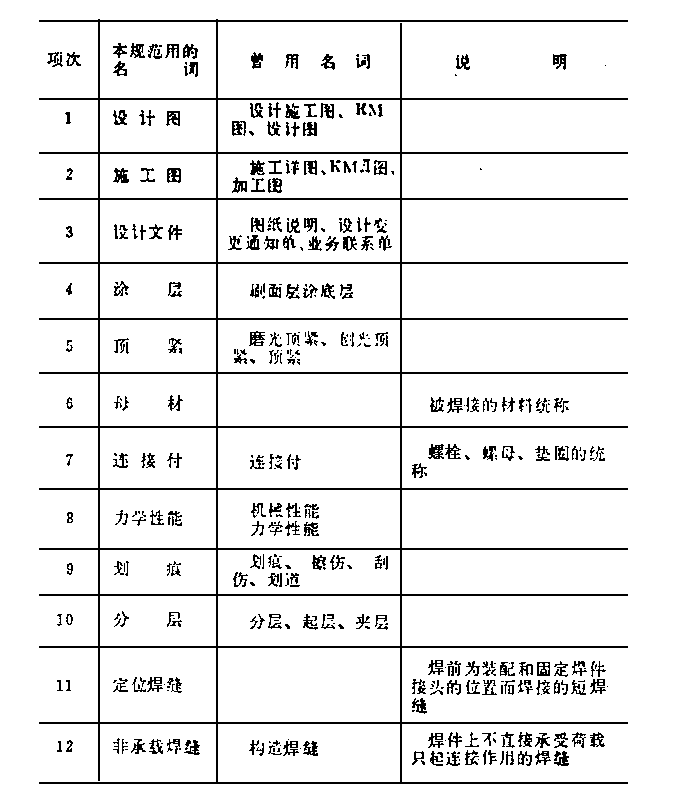 项次 本规范用的 曾用名词 说明
名词
1 设计图 设计施工图、KM
图、设计图
2 施工图 施工详图、KMД图、
加工图
3 设计文件 图纸说明、设计变
更通知单、业务联系单
4 涂层 刷面层涂底层
5 顶紧 磨光顶紧、刨光顶
紧、顶紧
6 母材 被焊接的材料统称
7 连接付 连接付 螺栓、螺母、垫圈的统
称
8 力学性能 机械性能
力学性能
9 划痕 划痕、擦伤、刮
伤、划道
10 分层 分层、起层、夹层
11 定位焊缝 焊前为装配和固定焊件
接头的位置而焊接的短焊
缝
12 非承载焊缝 构造焊缝 焊件上不直接承受荷载
只起连接作用的焊缝